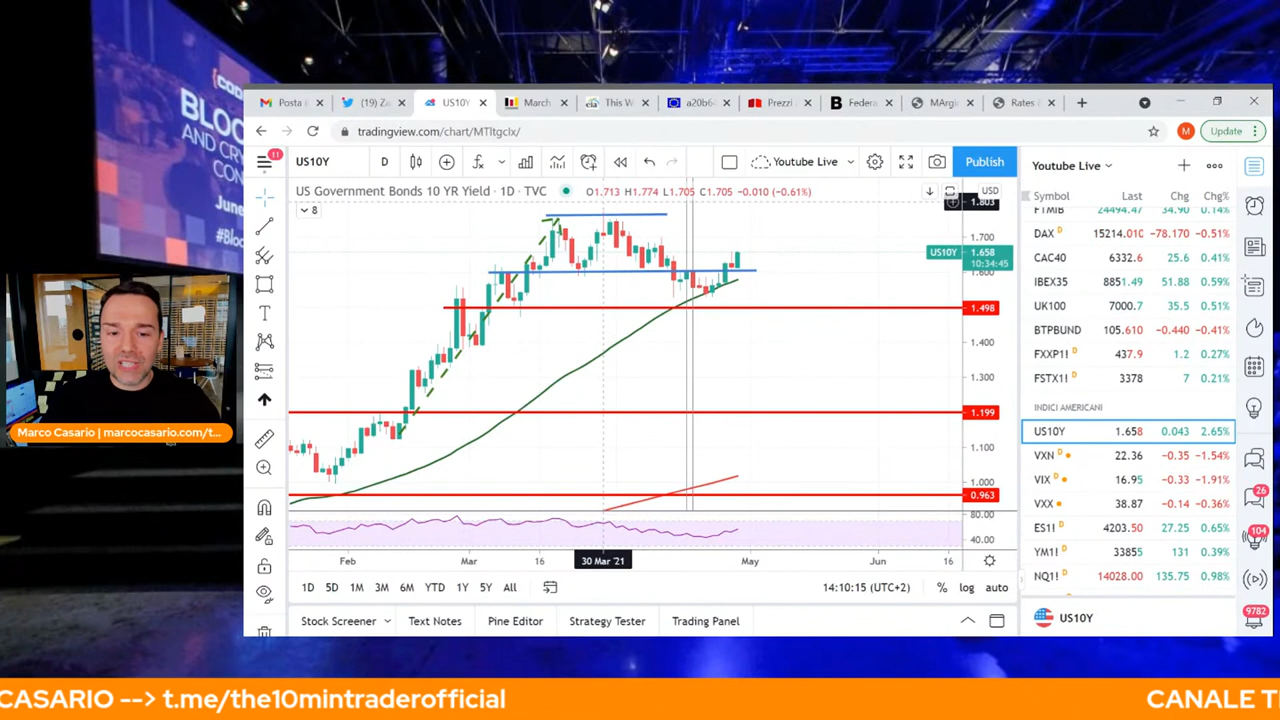 BLO
AND CRY
CON
June
#Blo
Posta i
(19) Za
US10Y
March
This W
a20b6
Prezzi
Federa
MArgi
Rates &
tradingview.com/chart/MTltgclx/
M
Update
11
US10Y
D
Youtube Live
Publish
US Government Bonds 10 YR Yield · 1D · TVC
O1.713 H1.774 L1.705 C1.705 −0.010 (−0.61%)
USD
8
1.803
1.700
US10Y
1.658
10:34:45
1.600
1.498
1.400
1.300
1.199
1.100
1.000
0.963
80.00
40.00
Feb
Mar
16
30 Mar '21
May
Jun
16
1D
5D
1M
3M
6M
YTD
1Y
5Y
All
14:10:15 (UTC+2)
%
log
auto
Stock Screener
Text Notes
Pine Editor
Strategy Tester
Trading Panel
Youtube Live
Symbol Last Chg Chg%
FTMIB 24494.47 34.90 0.14%
DAX D 15214.010 −78.170 −0.51%
CAC40 6332.6 25.6 0.41%
IBEX35 8851.49 51.88 0.59%
UK100 7000.7 35.5 0.51%
BTPBUND 105.610 −0.440 −0.41%
FXXP1! D 437.9 1.2 0.27%
FSTX1! D 3378 7 0.21%
INDICI AMERICANI
US10Y 1.658 0.043 2.65%
VXN D 22.36 −0.35 −1.54%
VIX D 16.95 −0.33 −1.91%
VXX 38.87 −0.14 −0.36%
ES1! D 4203.50 27.25 0.65%
YM1! D 33855 131 0.39%
NQ1! D 14028.00 135.75 0.98%
US10Y
26
104
9782
Marco Casario | marcocasario.com/t...
CASARIO --> t.me/the10mintraderofficial
CANALE T